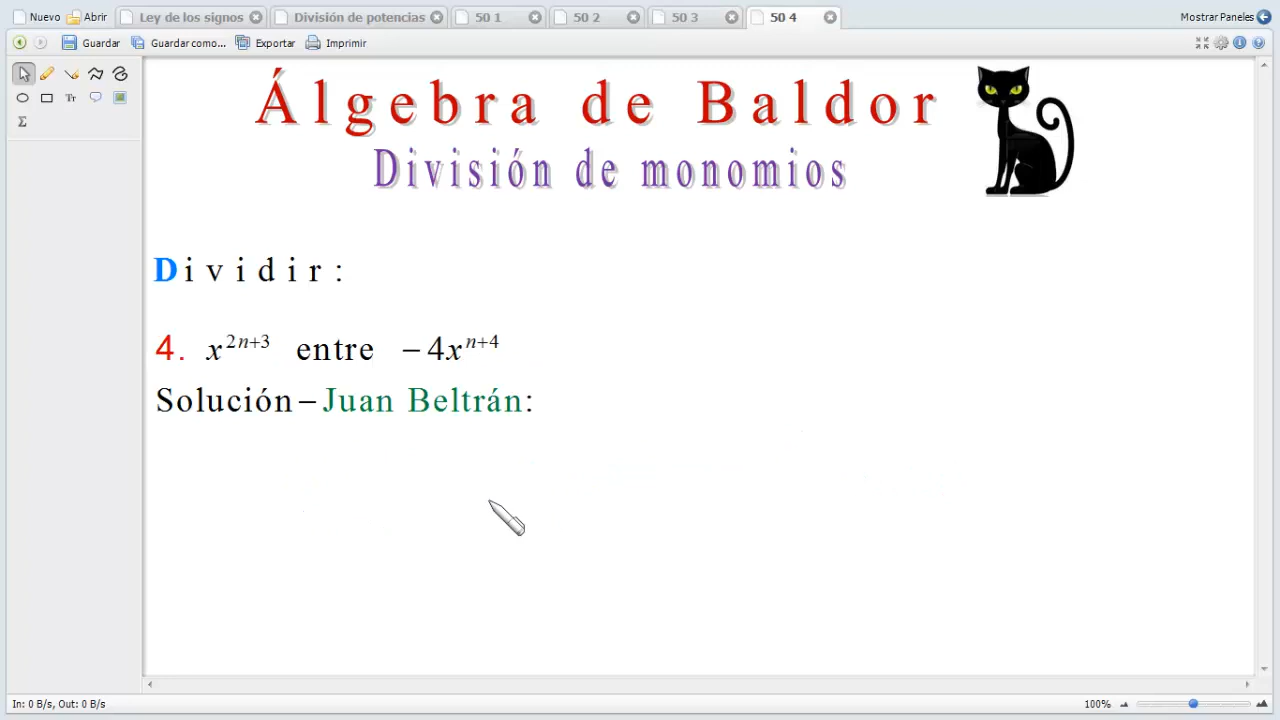 Nuevo Abrir Ley de los signos División de potencias 50 1 50 2 50 3 50 4 Mostrar Paneles
Guardar Guardar como... Exportar Imprimir
Álgebra de Baldor
División de monomios
Dividir:
4. x^{2n+3} entre −4x^{n+4}
Solución−Juan Beltrán:
In: 0 B/s, Out: 0 B/s 100%